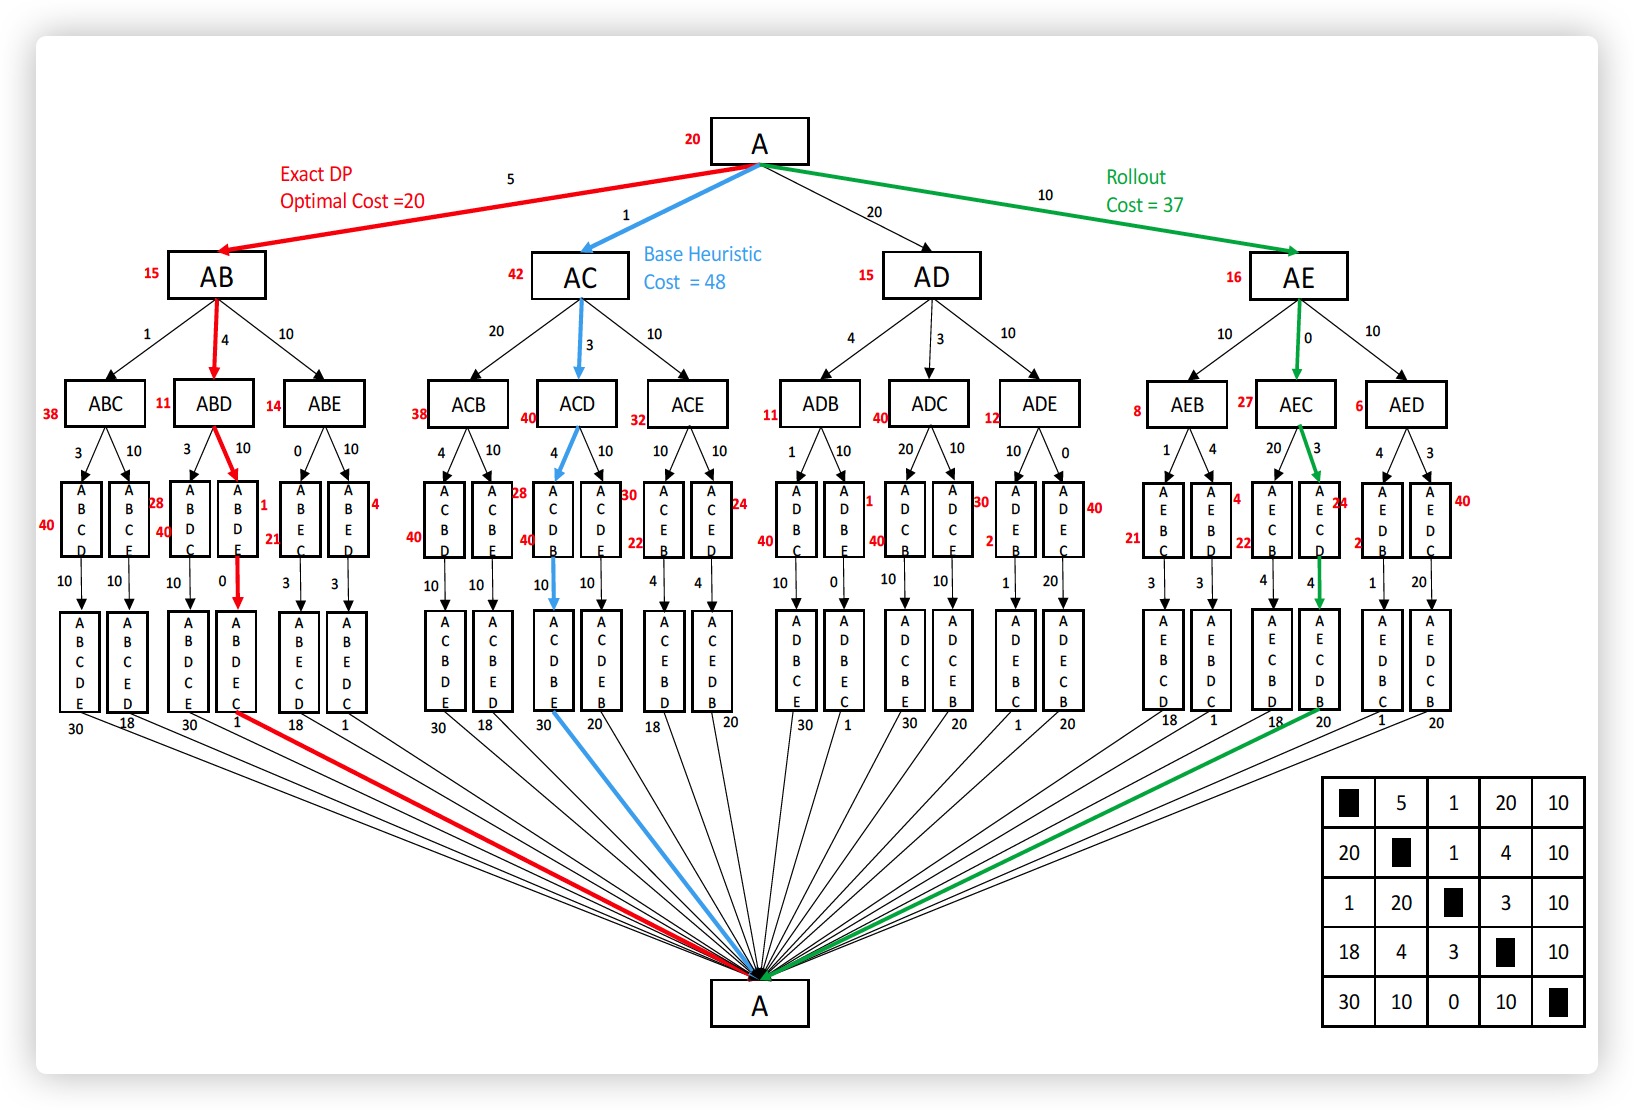 20 A
Exact DP
Optimal Cost =20
5
1
20
10
Rollout
Cost = 37
15 AB
42 AC
Base Heuristic
Cost = 48
15 AD
16 AE
1 4 10
20 3 10
4 3 10
10 0 10
38 ABC 11 ABD 14 ABE
38 ACB 40 ACD 32 ACE
11 ADB 40 ADC 12 ADE
8 AEB 27 AEC 6 AED
3 10 3 10 0 10
4 10 4 10 10 10
1 10 20 10 10 0
1 4 20 3 4 3
40 ABCD 28 ABCE 40 ABDC 1 ABDE 21 ABEC 4 ABED
40 ACBD 28 ACBE 40 ACDB 30 ACDE 22 ACEB 24 ACED
40 ADBC 1 ADBE 40 ADCB 30 ADCE 2 ADEB 40 ADEC
21 AEBC 4 AEBD 22 AECB 24 AECD 2 AEDB 40 AEDC
10 10 10 0 3 3
10 10 10 10 4 4
10 0 10 10 1 20
3 3 4 4 1 20
ABCDE ABCED ABDCE ABDEC ABECD ABEDC
ACBDE ACBED ACDBE ACDEB ACEBD ACEDB
ADBCE ADBEC ADCBE ADCEB ADEBC ADECB
AEBCD AEBDC AECBD AECDB AEDBC AEDCB
30 18 30 1 18 1
30 18 30 20 18 20
30 1 30 20 1 20
18 1 18 20 1 20
A
5 1 20 10
20 1 4 10
1 20 3 10
18 4 3 10
30 10 0 10